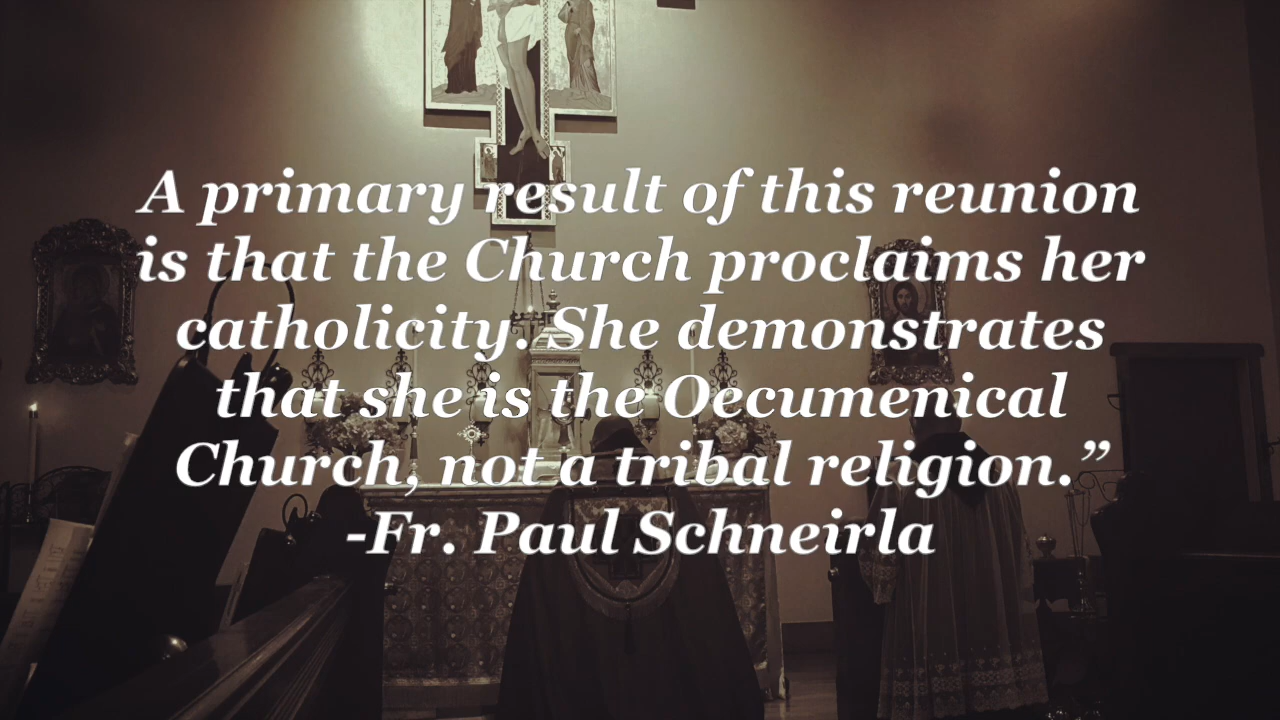 A primary result of this reunion
is that the Church proclaims her
catholicity. She demonstrates
that she is the Oecumenical
Church, not a tribal religion.”
-Fr. Paul Schneirla